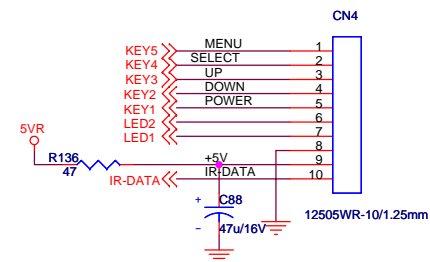 CN4
KEY5 MENU 1
KEY4 SELECT 2
KEY3 UP 3
KEY2 DOWN 4
KEY1 POWER 5
LED2 6
LED1 7
8
5VR
R136 +5V 9
47
IR-DATA IR-DATA 10
+ C88
12505WR-10/1.25mm
- 47u/16V